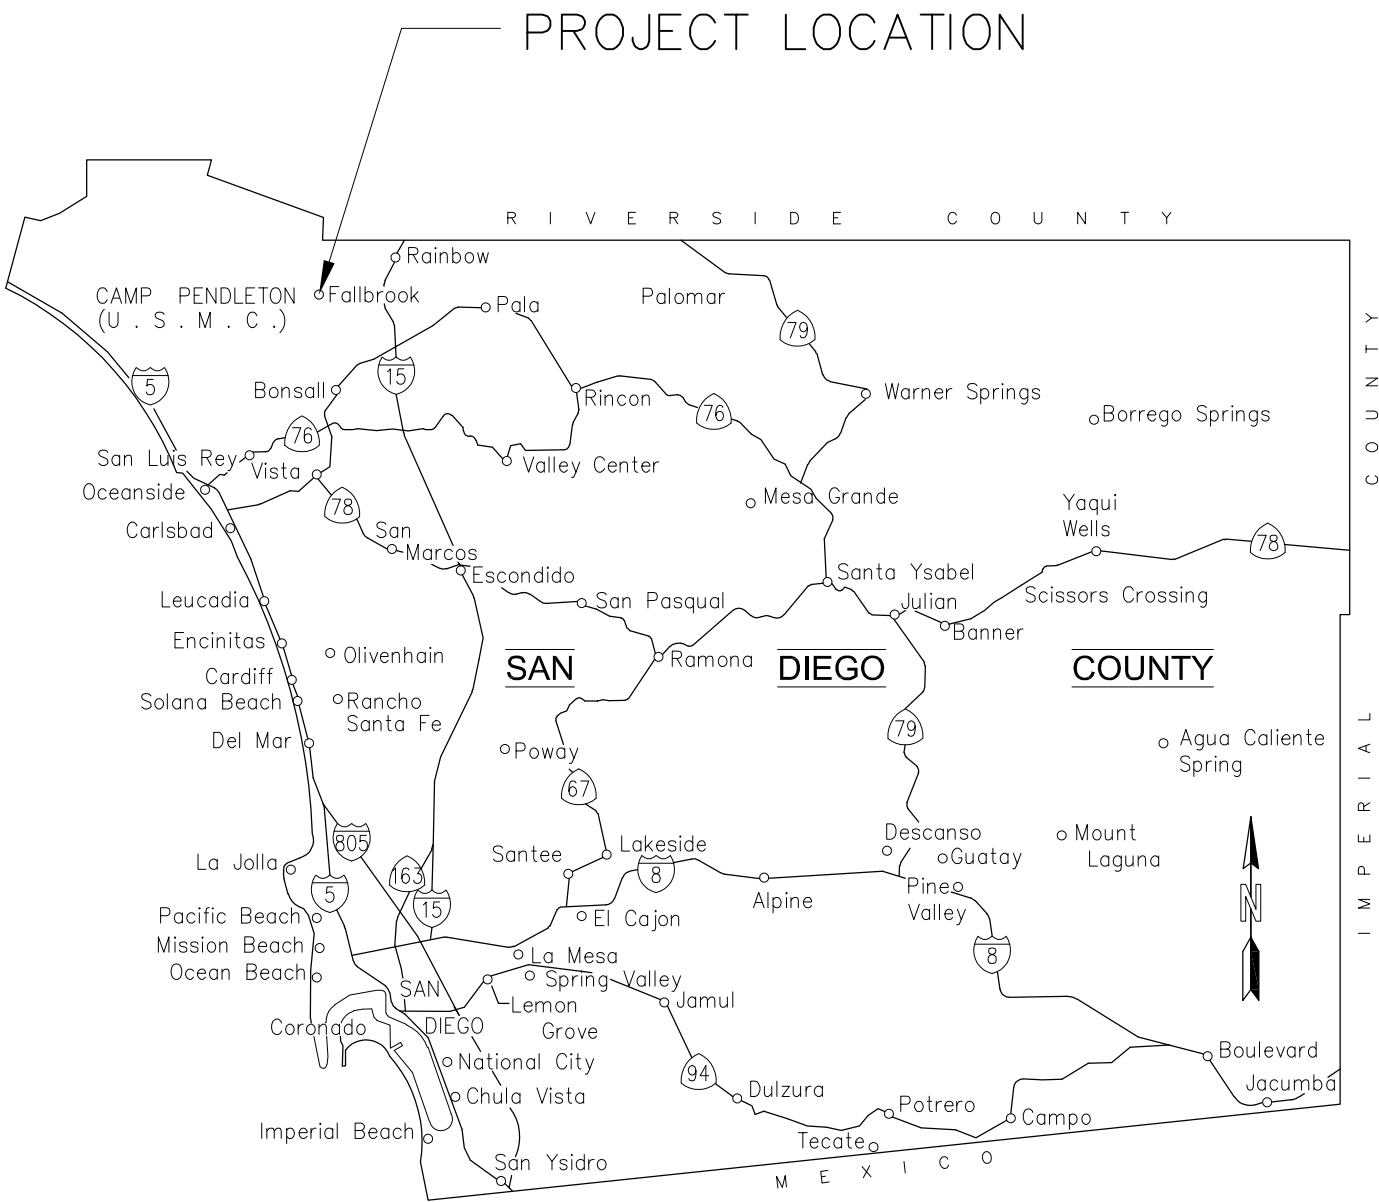 PROJECT LOCATION
RIVERSIDE COUNTY
Rainbow
CAMP PENDLETON
(U.S.M.C.)
Fallbrook
Pala
Palomar
79
5
15
Bonsall
Rincon
Warner Springs
76
76
Borrego Springs
COUNTY
San Luis Rey
Vista
Valley Center
Oceanside
78
Mesa Grande
Carlsbad
San
Marcos
Yaqui
Wells
78
Escondido
Santa Ysabel
Leucadia
San Pasqual
Julian
Scissors Crossing
Banner
Encinitas
Olivenhain
SAN
Ramona
DIEGO
COUNTY
Cardiff
Solana Beach
Rancho
Santa Fe
79
Del Mar
Poway
Agua Caliente
Spring
IMPERIAL
67
805
Descanso
Mount
Laguna
Santee
Lakeside
Guatay
La Jolla
163
8
Pine
Valley
5
15
Alpine
N
Pacific Beach
El Cajon
Mission Beach
La Mesa
8
Ocean Beach
Spring Valley
SAN
DIEGO
Lemon
Grove
Jamul
Coronado
National City
94
Boulevard
Chula Vista
Dulzura
Jacumba
Imperial Beach
Potrero
Campo
Tecate
San Ysidro
MEXICO